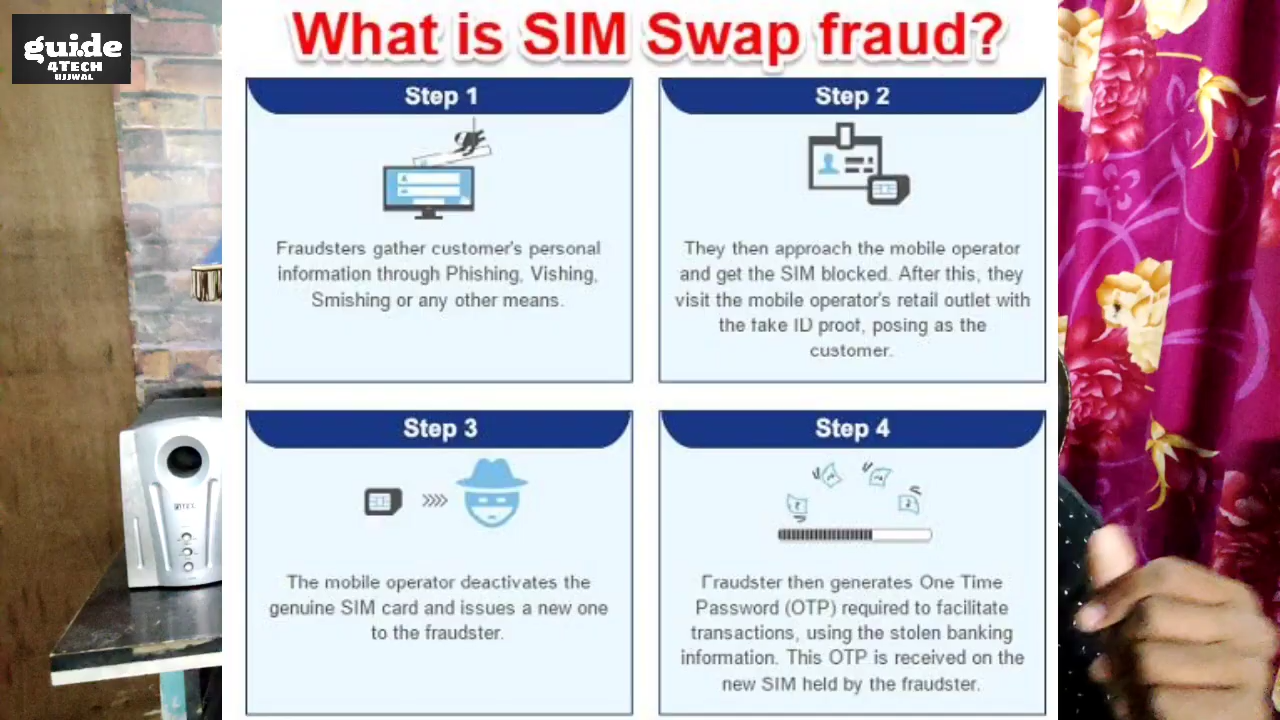 guide
4TECH
UJJWAL
What is SIM Swap fraud?
Step 1
Fraudsters gather customer's personal
information through Phishing, Vishing,
Smishing or any other means.
Step 2
They then approach the mobile operator
and get the SIM blocked. After this, they
visit the mobile operator's retail outlet with
the fake ID proof, posing as the
customer.
Step 3
The mobile operator deactivates the
genuine SIM card and issues a new one
to the fraudster.
Step 4
Fraudster then generates One Time
Password (OTP) required to facilitate
transactions, using the stolen banking
information. This OTP is received on the
new SIM held by the fraudster.